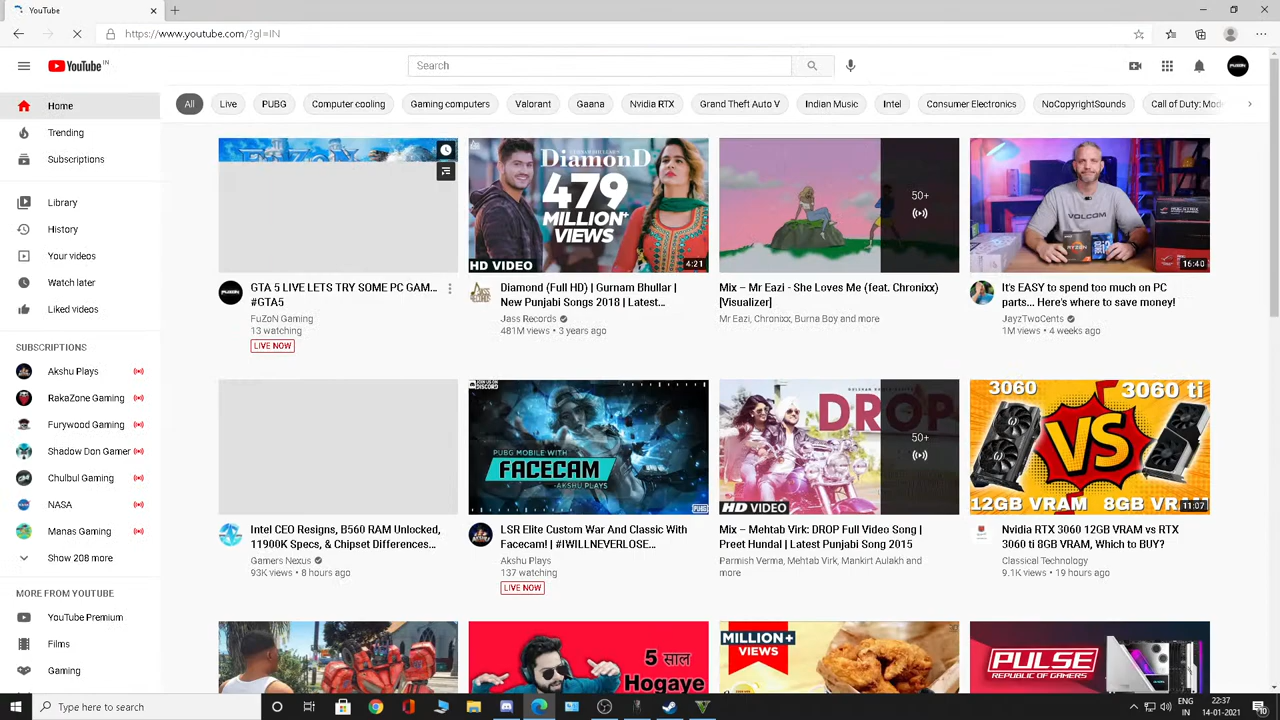 YouTube
https://www.youtube.com/?gl=IN
YouTube IN
Search
Home
Trending
Subscriptions
Library
History
Your videos
Watch later
Liked videos
SUBSCRIPTIONS
Akshu Plays
RakaZone Gaming
Furywood Gaming
Shadow Don Gamer
Chulbul Gaming
NASA
Manas Gaming
Show 208 more
MORE FROM YOUTUBE
YouTube Premium
Films
Gaming
All
Live
PUBG
Computer cooling
Gaming computers
Valorant
Gaana
Nvidia RTX
Grand Theft Auto V
Indian Music
Intel
Consumer Electronics
NoCopyrightSounds
Call of Duty: Mod
GTA 5 LIVE LETS TRY SOME PC GAM...
#GTA5
FuZoN Gaming
13 watching
LIVE NOW
DIAMOND
479
MILLION+
VIEWS
HD VIDEO
4:21
Diamond (Full HD) | Gurnam Bhullar |
New Punjabi Songs 2018 | Latest...
Jass Records
481M views • 3 years ago
50+
Mix – Mr Eazi - She Loves Me (feat. Chronixx)
[Visualizer]
Mr Eazi, Chronixx, Burna Boy and more
VOLCOM
RYZEN
16:40
It's EASY to spend too much on PC
parts... Here's where to save money!
JayzTwoCents
1M views • 4 weeks ago
Intel CEO Resigns, B560 RAM Unlocked,
11900K Specs, & Chipset Differences...
Gamers Nexus
93K views • 8 hours ago
JOIN US ON
DISCORD
PUBG MOBILE WITH
FACECAM
-AKSHU PLAYS
PUBG
LSR Elite Custom War And Classic With
Facecam! | #IWILLNEVERLOSE...
Akshu Plays
137 watching
LIVE NOW
DROP
HD VIDEO
50+
Mix – Mehtab Virk: DROP Full Video Song |
Preet Hundal | Latest Punjabi Song 2015
Parmish Verma, Mehtab Virk, Mankirt Aulakh and
more
3060
3060 ti
VS
12GB VRAM
8GB VR
11:07
Nvidia RTX 3060 12GB VRAM vs RTX
3060 ti 8GB VRAM, Which to BUY?
Classical Technology
9.1K views • 19 hours ago
5 साल
Hogaye
MILLION+
VIEWS
PULSE
REPUBLIC OF GAMERS
Type here to search
ENG
IN
22:37
14-01-2021
10